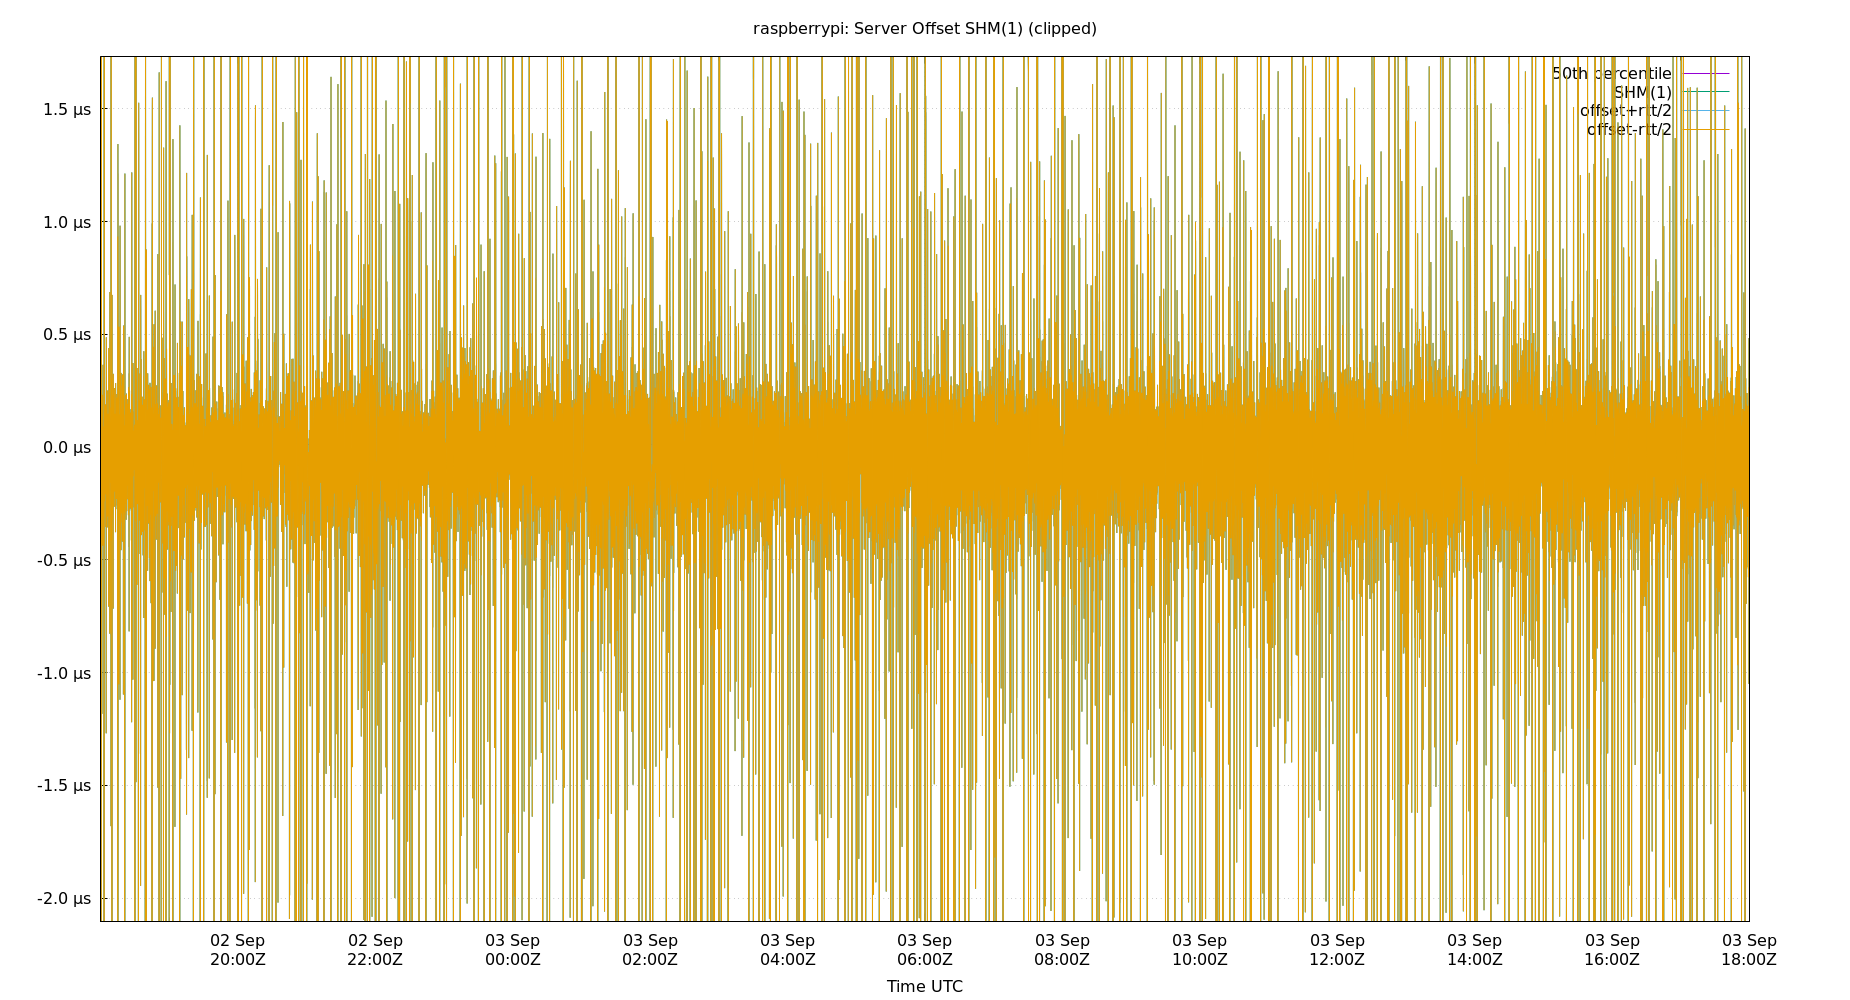 raspberrypi: Server Offset SHM(1) (clipped)
50th percentile
SHM(1)
offset+rtt/2
offset-rtt/2
1.5 µs
1.0 µs
0.5 µs
0.0 µs
-0.5 µs
-1.0 µs
-1.5 µs
-2.0 µs
02 Sep 02 Sep 03 Sep 03 Sep 03 Sep 03 Sep 03 Sep 03 Sep 03 Sep 03 Sep 03 Sep 03 Sep
20:00Z 22:00Z 00:00Z 02:00Z 04:00Z 06:00Z 08:00Z 10:00Z 12:00Z 14:00Z 16:00Z 18:00Z
Time UTC